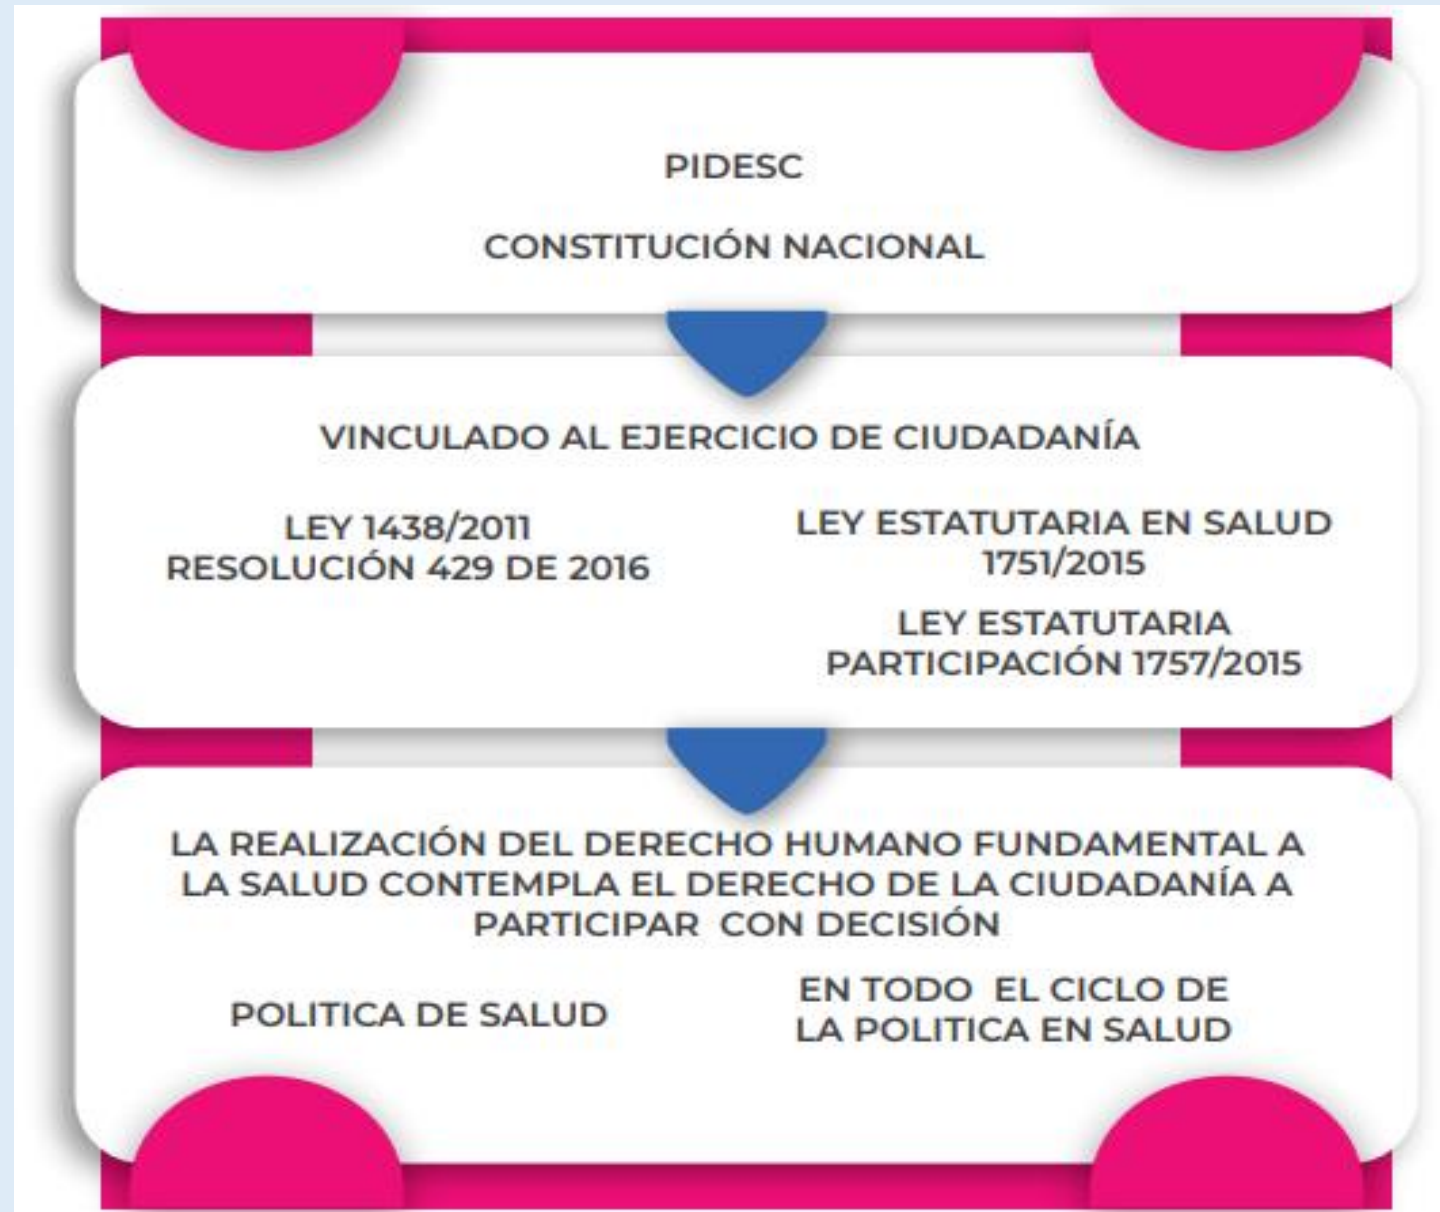 PIDESC
CONSTITUCIÓN NACIONAL
VINCULADO AL EJERCICIO DE CIUDADANÍA
LEY 1438/2011
RESOLUCIÓN 429 DE 2016
LEY ESTATUTARIA EN SALUD
1751/2015
LEY ESTATUTARIA
PARTICIPACIÓN 1757/2015
LA REALIZACIÓN DEL DERECHO HUMANO FUNDAMENTAL A
LA SALUD CONTEMPLA EL DERECHO DE LA CIUDADANÍA A
PARTICIPAR CON DECISIÓN
POLITICA DE SALUD
EN TODO EL CICLO DE
LA POLITICA EN SALUD